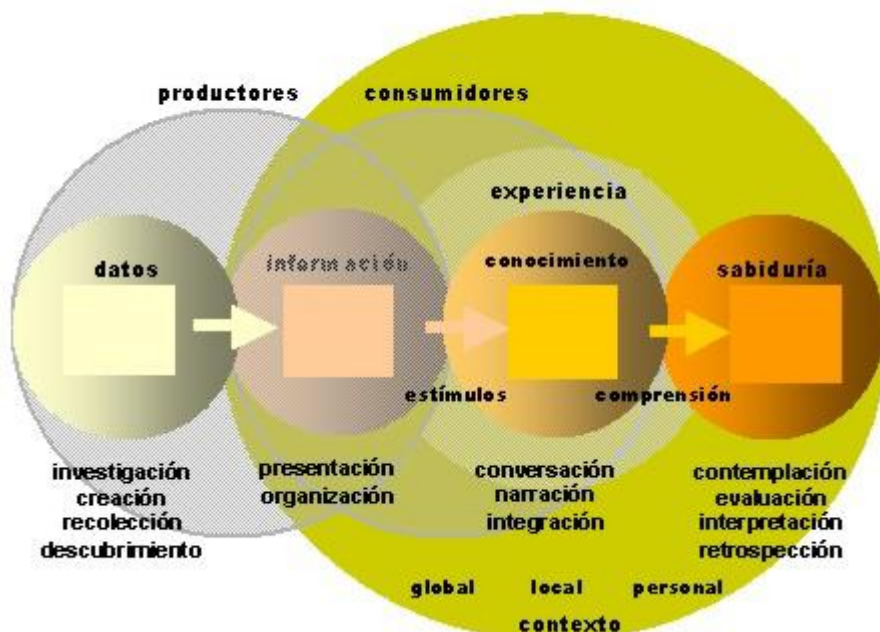 productores
consumidores
experiencia
datos
información
conocimiento
sabiduría
estímulos
comprensión
investigación
creación
recolección
descubrimiento
presentación
organización
conversación
narración
integración
contemplación
evaluación
interpretación
retrospección
global
local
personal
contexto